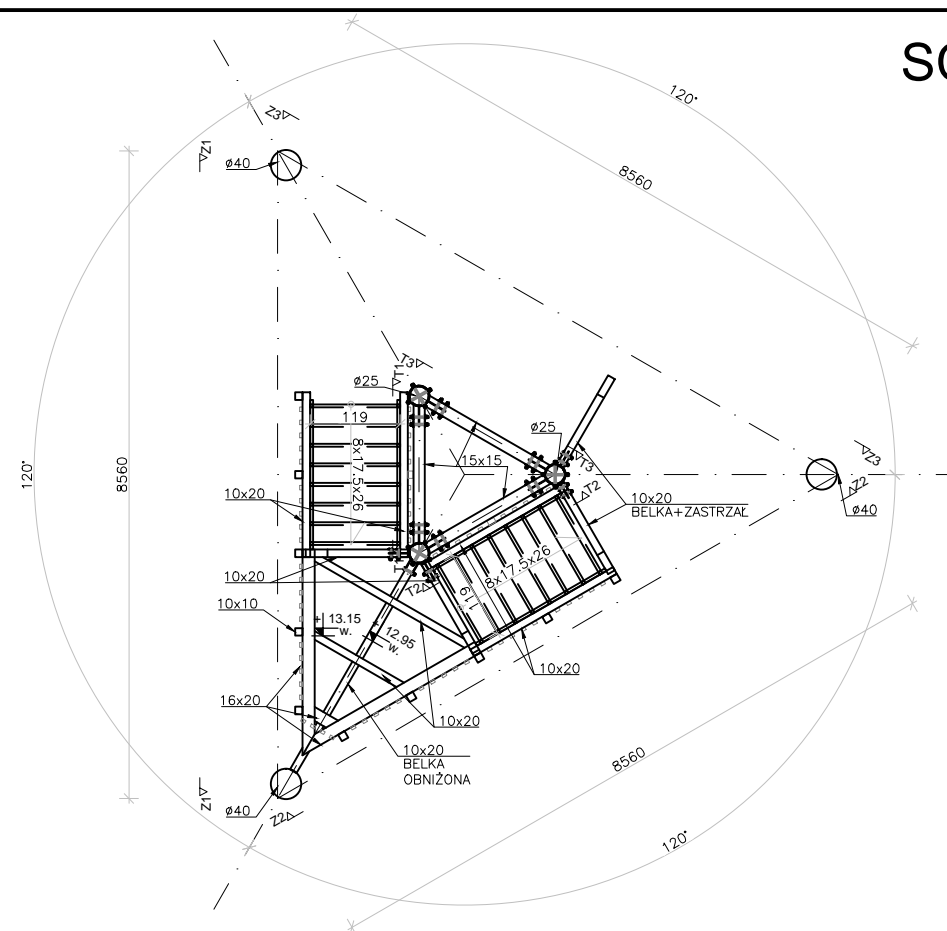 SC
120°
Z3
Z1
ø40
8560
T3
T1
ø25
119
8x17.5x26
ø25
15x15
T3
Z3
Z2
T2
ø40
120°
8560
10x20
10x20
BELKA+ZASTRZAŁ
10x20
T
T2
119
8x17.5x26
10x10
13.15
w.
12.95
w.
10x20
16x20
10x20
10x20
BELKA
OBNIŻONA
8560
Z1
ø40
Z2
120°